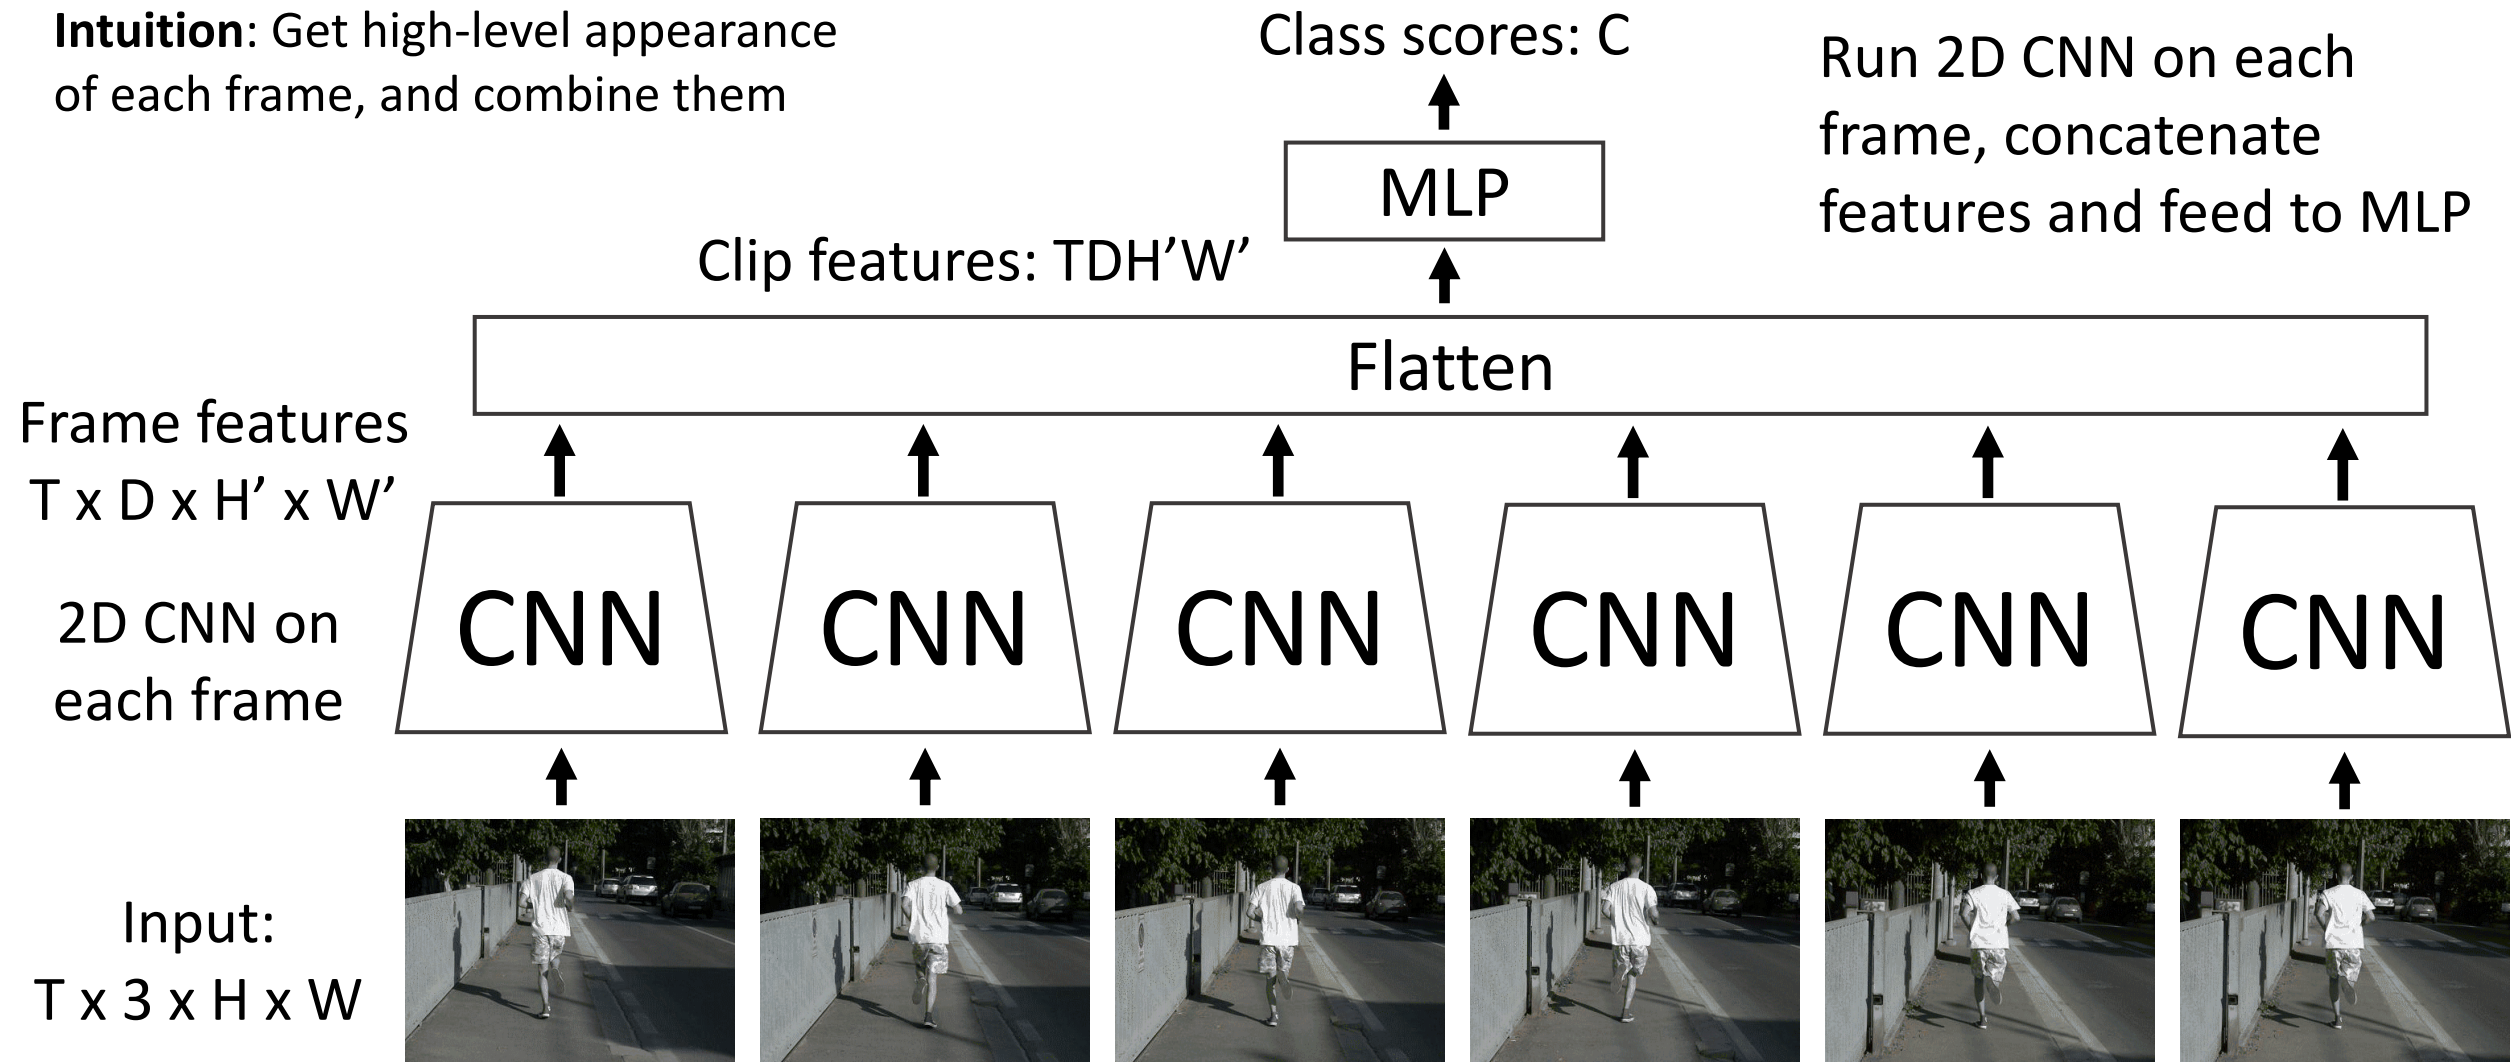 Intuition: Get high-level appearance
of each frame, and combine them
Class scores: C
Run 2D CNN on each
frame, concatenate
features and feed to MLP
MLP
Clip features: TDH’W’
Flatten
Frame features
T x D x H’ x W’
CNN CNN CNN CNN CNN CNN
2D CNN on
each frame
Input:
T x 3 x H x W